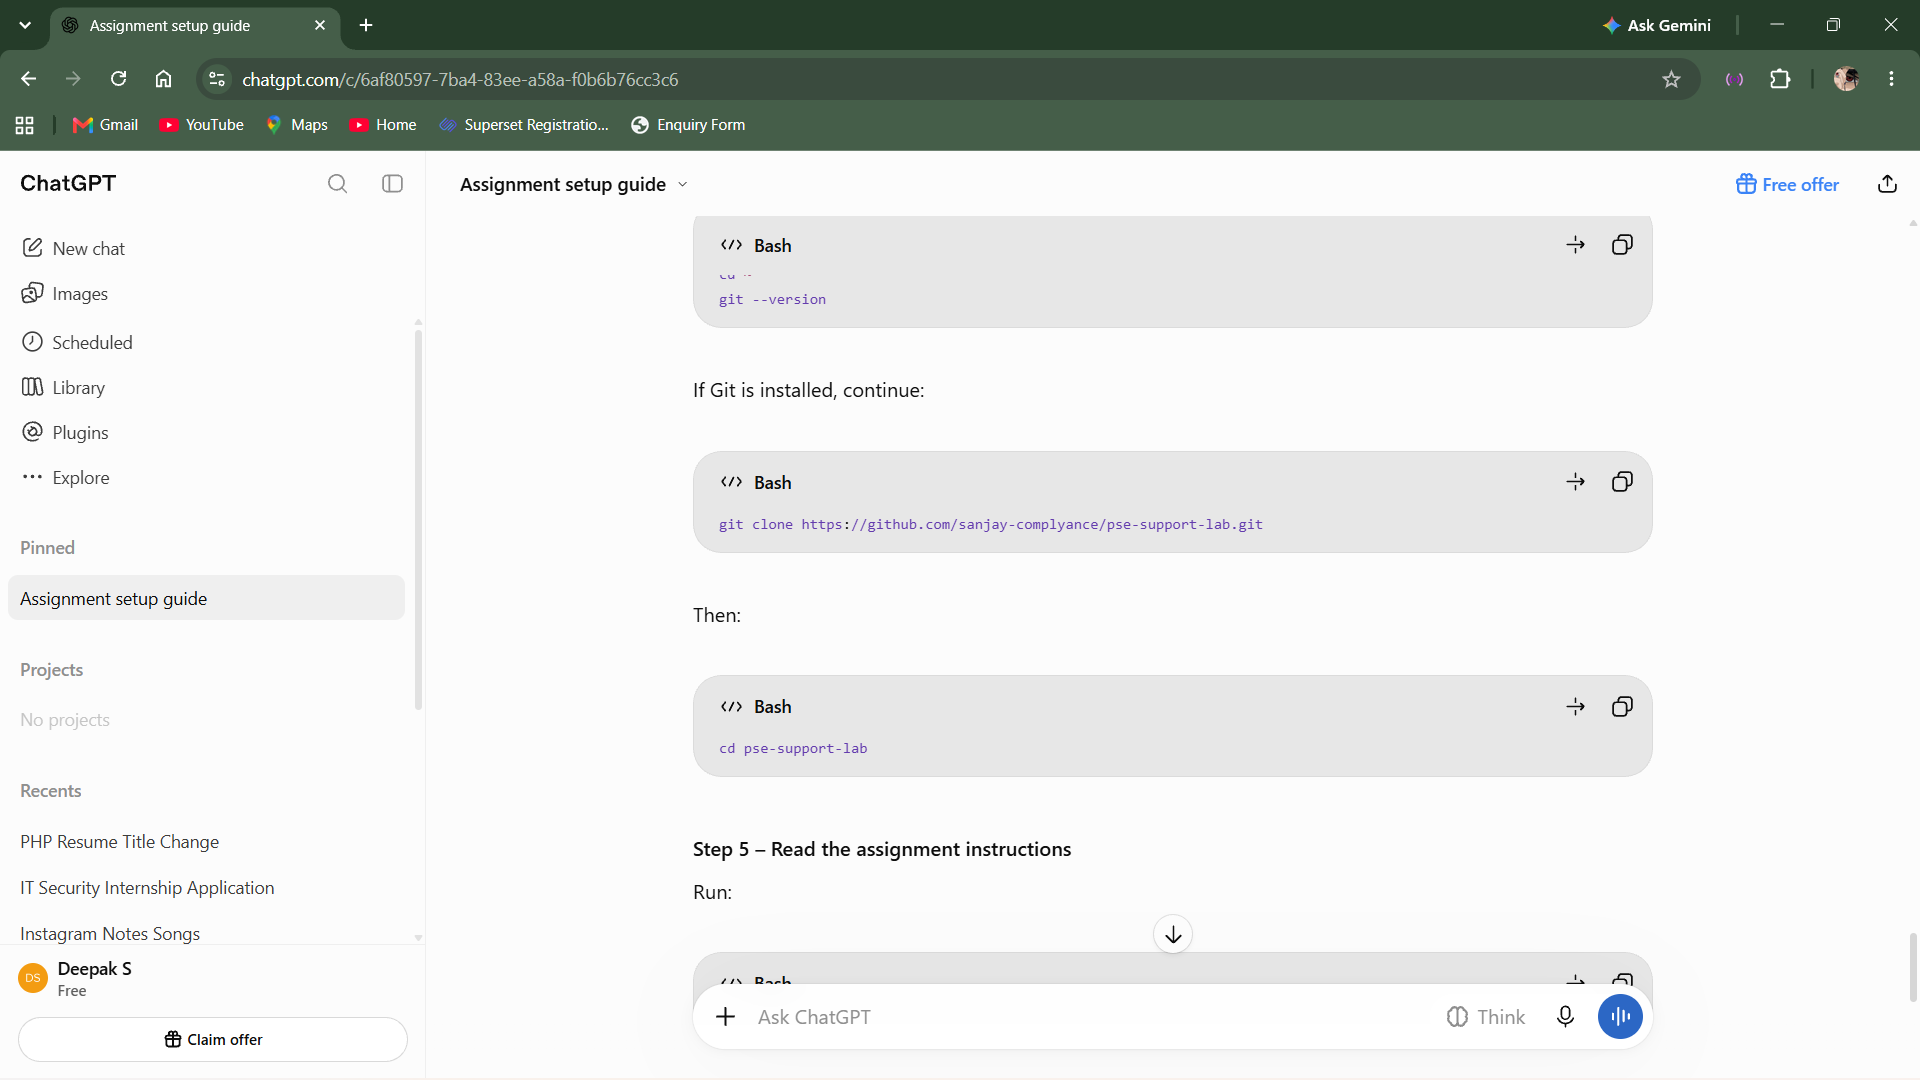 Assignment setup guide
Ask Gemini
chatgpt.com/c/6af80597-7ba4-83ee-a58a-f0b6b76cc3c6
Gmail
YouTube
Maps
Home
Superset Registratio...
Enquiry Form
ChatGPT
New chat
Images
Scheduled
Library
Plugins
Explore
Pinned
Assignment setup guide
Projects
No projects
Recents
PHP Resume Title Change
IT Security Internship Application
Instagram Notes Songs
DS
Deepak S
Free
Claim offer
Assignment setup guide
Free offer
Bash
cd ~
git --version
If Git is installed, continue:
Bash
git clone https://github.com/sanjay-complyance/pse-support-lab.git
Then:
Bash
cd pse-support-lab
Step 5 – Read the assignment instructions
Run:
Bash
Ask ChatGPT
Think